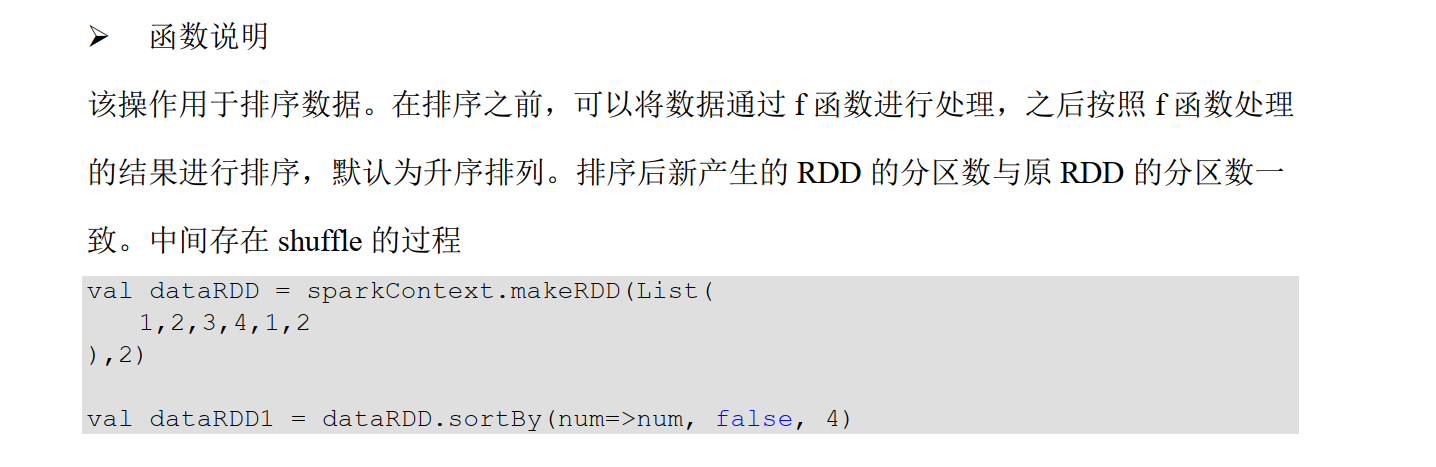 ➢ 函数说明
该操作用于排序数据。在排序之前，可以将数据通过 f 函数进行处理，之后按照 f 函数处理
的结果进行排序，默认为升序排列。排序后新产生的 RDD 的分区数与原 RDD 的分区数一
致。中间存在 shuffle 的过程
val dataRDD = sparkContext.makeRDD(List(
1,2,3,4,1,2
),2)
val dataRDD1 = dataRDD.sortBy(num=>num, false, 4)